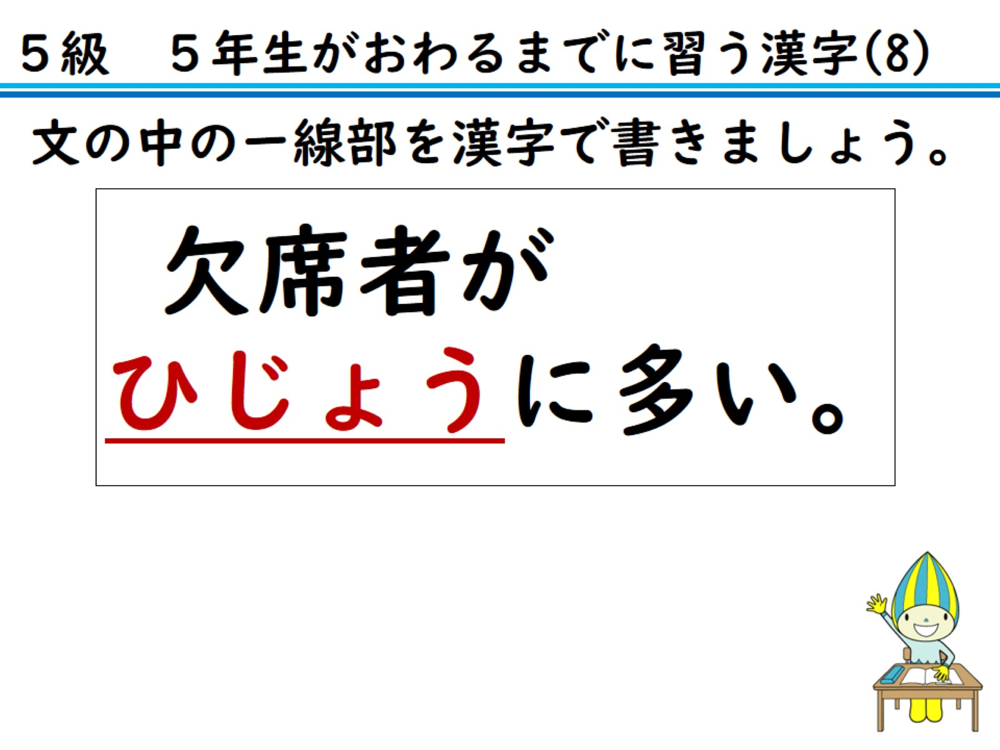 ５級　５年生がおわるまでに習う漢字(8)
文の中の一線部を漢字で書きましょう。
欠席者が
ひじょうに多い。